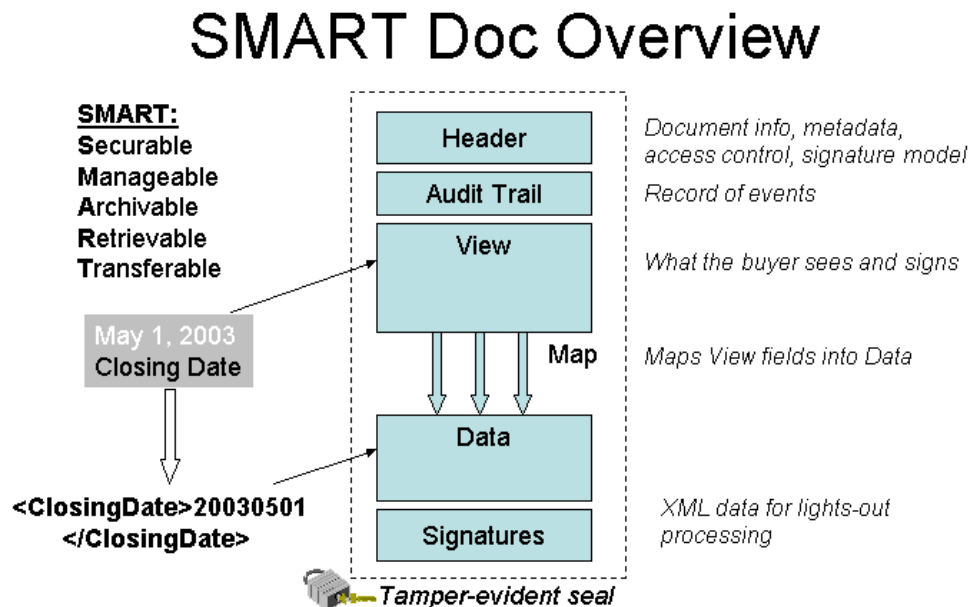 SMART Doc Overview
SMART:
Securable
Manageable
Archivable
Retrievable
Transferable
May 1, 2003
Closing Date
<ClosingDate>20030501
</ClosingDate>
Header
Audit Trail
View
Map
Data
Signatures
Tamper-evident seal
Document info, metadata,
access control, signature model
Record of events
What the buyer sees and signs
Maps View fields into Data
XML data for lights-out
processing